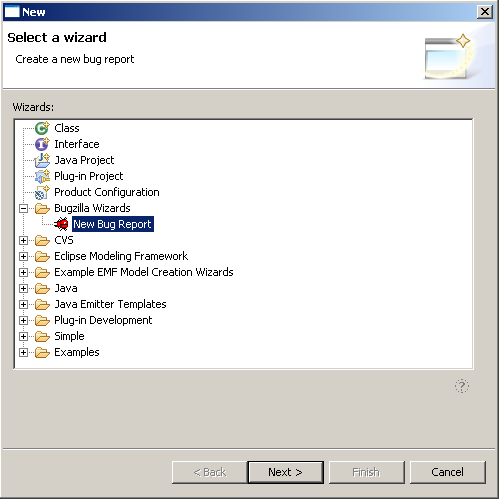 New
Select a wizard
Create a new bug report
Wizards:
Class
Interface
Java Project
Plug-in Project
Product Configuration
Bugzilla Wizards
New Bug Report
CVS
Eclipse Modeling Framework
Example EMF Model Creation Wizards
Java
Java Emitter Templates
Plug-in Development
Simple
Examples
< Back Next > Finish Cancel